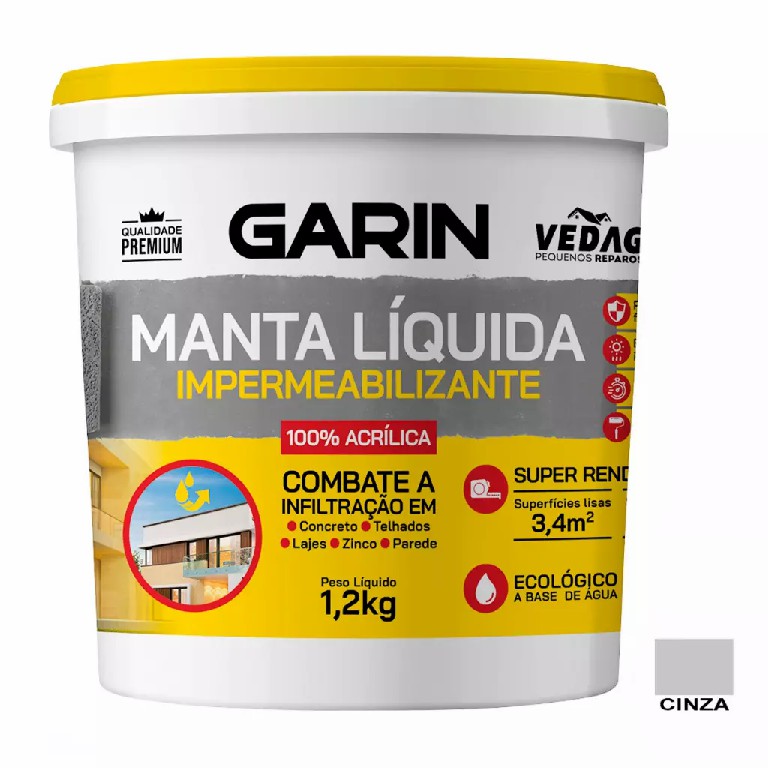 QUALIDADE
PREMIUM
GARIN
VEDAG
PEQUENOS REPAROS
MANTA LÍQUIDA
IMPERMEABILIZANTE
100% ACRÍLICA
COMBATE A
INFILTRAÇÃO EM
• Concreto • Telhados
• Lajes • Zinco • Parede
Peso Líquido
1,2kg
SUPER REND
Superfícies lisas
3,4m²
ECOLÓGICO
A BASE DE ÁGUA
CINZA